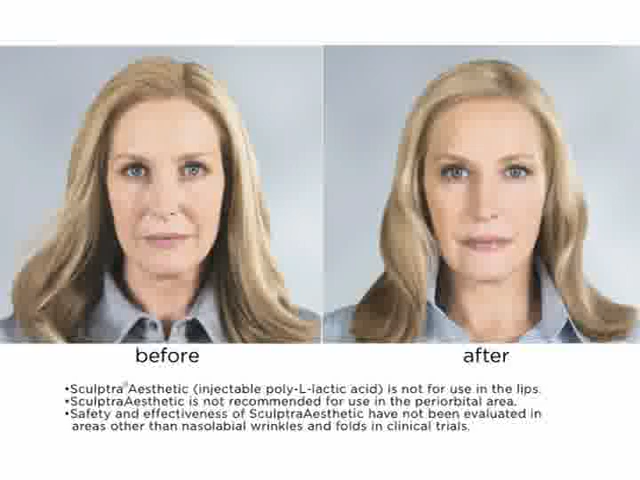 before
after
•Sculptra® Aesthetic (injectable poly-L-lactic acid) is not for use in the lips.
•SculptraAesthetic is not recommended for use in the periorbital area.
•Safety and effectiveness of SculptraAesthetic have not been evaluated in
areas other than nasolabial wrinkles and folds in clinical trials.